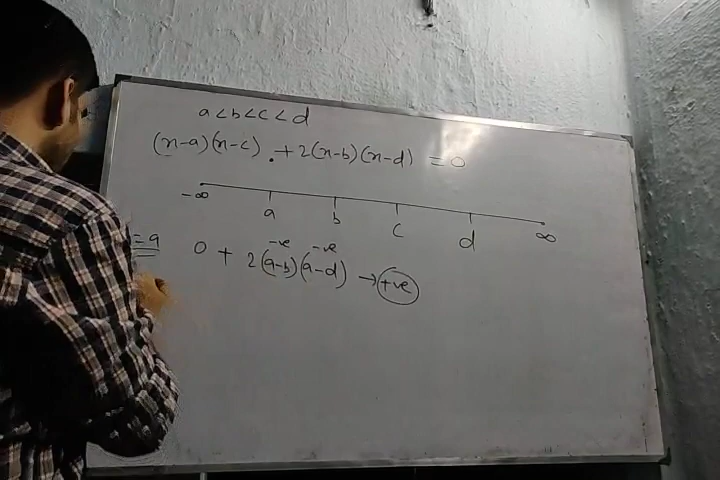 a<b<c<d
(x-a)(x-c) . +2(x-b)(x-d) = 0
-∞ a b c d ∞
=a 0 + 2(a-b)(a-d) → +ve
-ve -ve